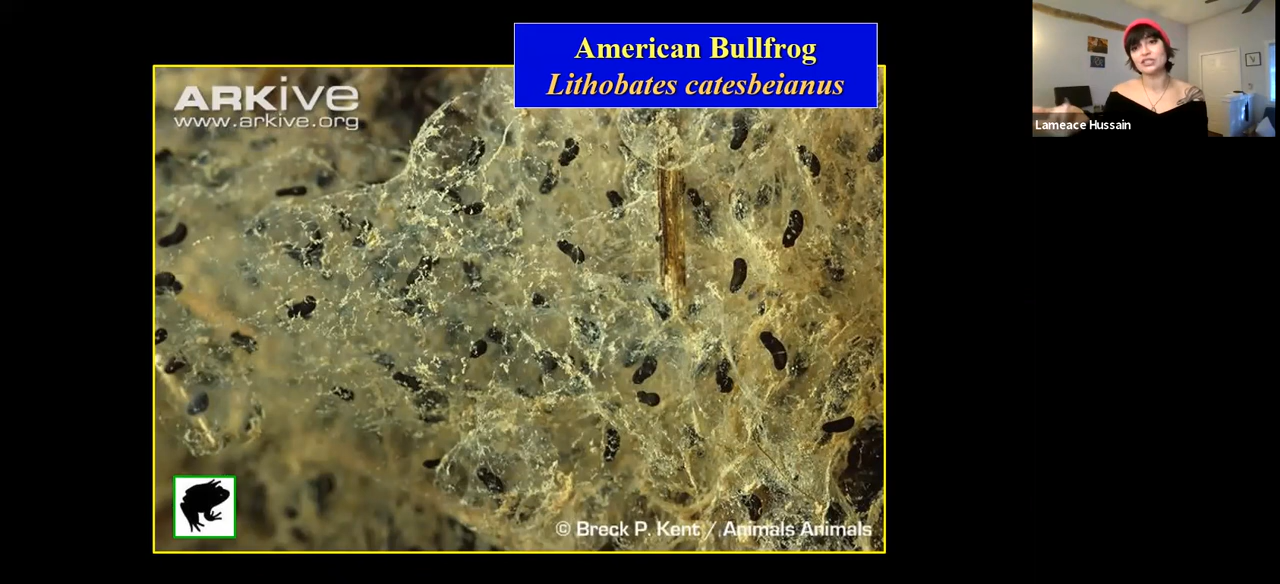 American Bullfrog
Lithobates catesbeianus
ARKive
www.arkive.org
© Breck P. Kent / Animals Animals
Lameace Hussain